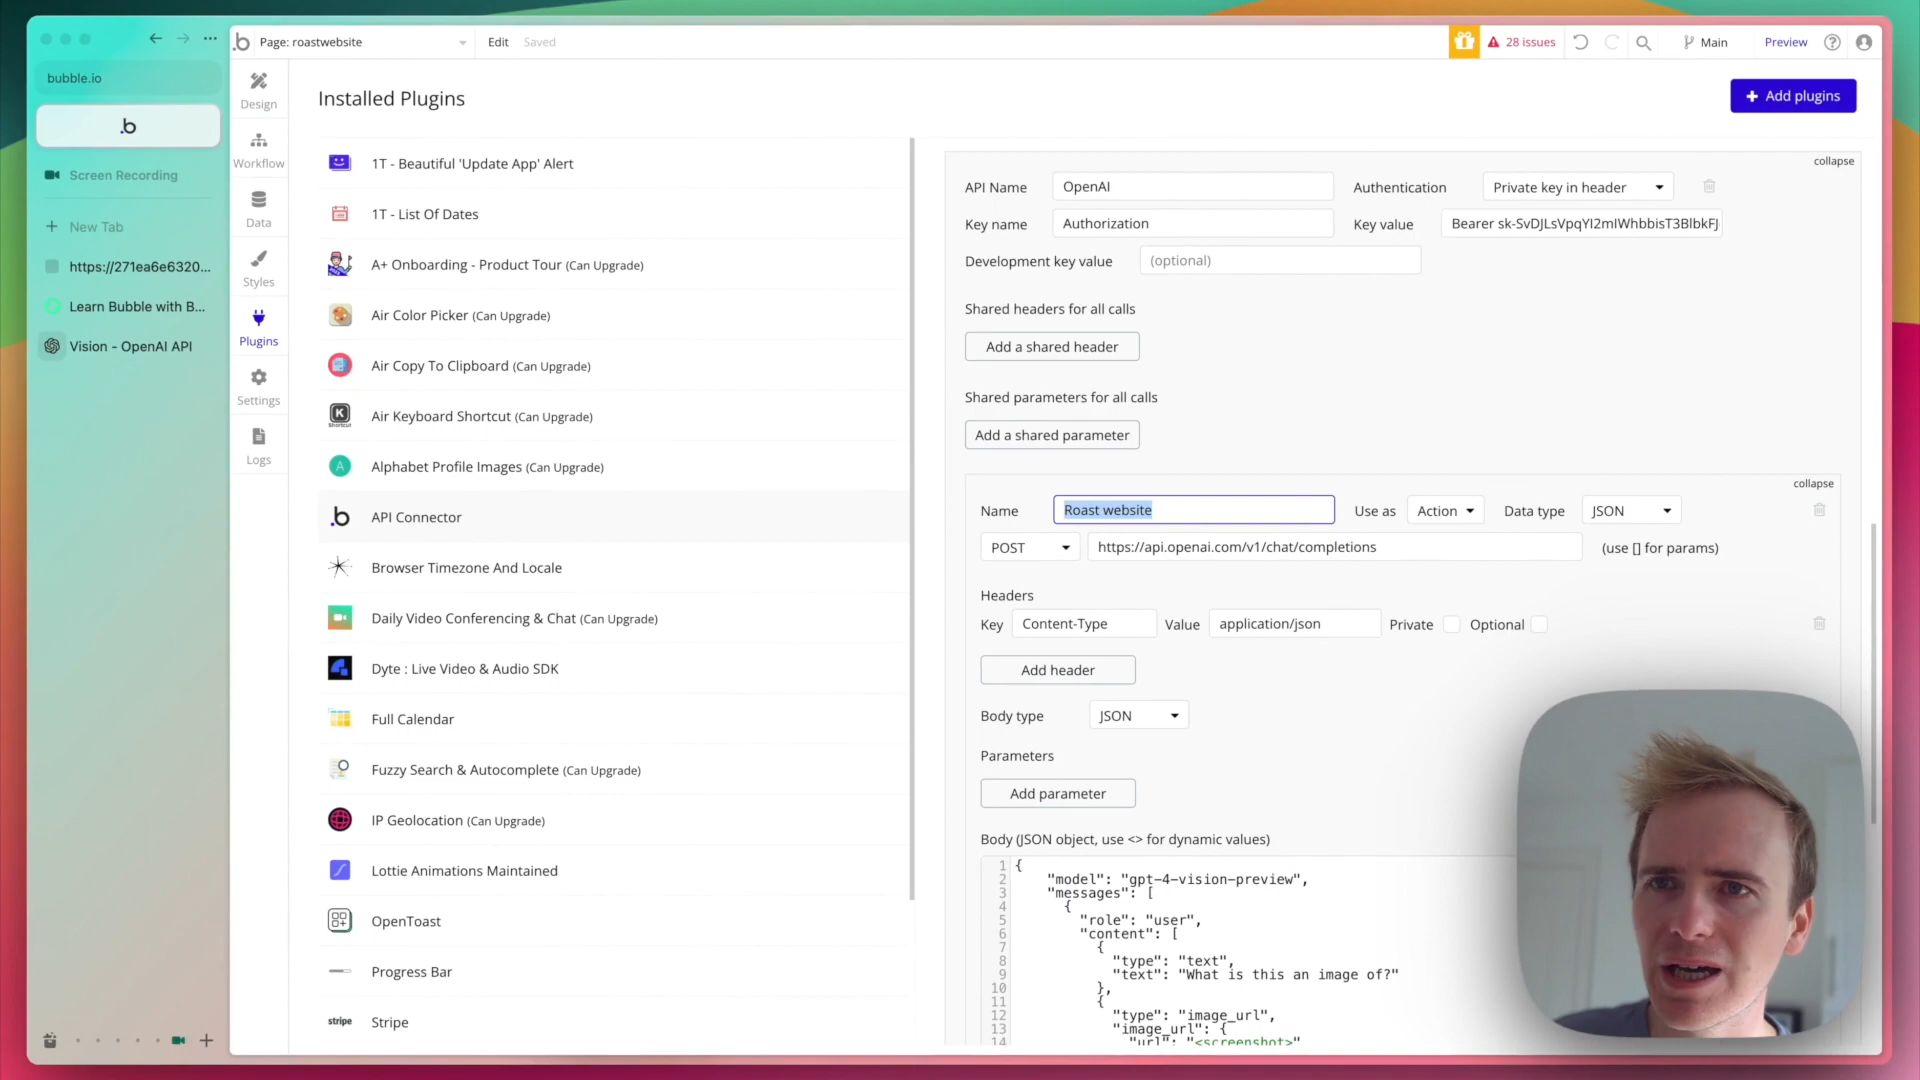 Page: roastwebsite
Edit
Saved
28 issues
Main
Preview
bubble.io
.b
Screen Recording
New Tab
https://271ea6e6320...
Learn Bubble with B...
Vision - OpenAI API
Design
Workflow
Data
Styles
Plugins
Settings
Logs
Installed Plugins
+ Add plugins
1T - Beautiful 'Update App' Alert
1T - List Of Dates
A+ Onboarding - Product Tour (Can Upgrade)
Air Color Picker (Can Upgrade)
Air Copy To Clipboard (Can Upgrade)
Air Keyboard Shortcut (Can Upgrade)
Alphabet Profile Images (Can Upgrade)
API Connector
Browser Timezone And Locale
Daily Video Conferencing & Chat (Can Upgrade)
Dyte : Live Video & Audio SDK
Full Calendar
Fuzzy Search & Autocomplete (Can Upgrade)
IP Geolocation (Can Upgrade)
Lottie Animations Maintained
OpenToast
Progress Bar
stripe Stripe
collapse
API Name OpenAI Authentication Private key in header
Key name Authorization Key value Bearer sk-SvDJLsVpqYI2mIWhbbisT3BlbkFJ
Development key value (optional)
Shared headers for all calls
Add a shared header
Shared parameters for all calls
Add a shared parameter
collapse
Name Roast website Use as Action Data type JSON
POST https://api.openai.com/v1/chat/completions (use [] for params)
Headers
Key Content-Type Value application/json Private Optional
Add header
Body type JSON
Parameters
Add parameter
Body (JSON object, use <> for dynamic values)
1 {
2 "model": "gpt-4-vision-preview",
3 "messages": [
4 {
5 "role": "user",
6 "content": [
7 {
8 "type": "text",
9 "text": "What is this an image of?"
10 },
11 {
12 "type": "image_url",
13 "image_url": {
14 "url": "<screenshot>"